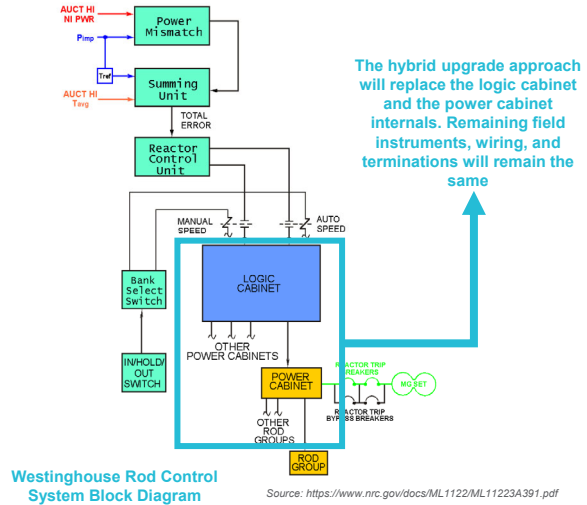 AUCT HI
NI PWR
Power
Mismatch
Pimp
Tref
AUCT HI
Tavg
Summing
Unit
TOTAL
ERROR
Reactor
Control
Unit
The hybrid upgrade approach
will replace the logic cabinet
and the power cabinet
internals. Remaining field
instruments, wiring, and
terminations will remain the
same
MANUAL
SPEED
AUTO
SPEED
Bank
Select
Switch
LOGIC
CABINET
OTHER
POWER CABINETS
IN/HOLD/
OUT
SWITCH
POWER
CABINET
REACTOR TRIP
BREAKERS
MG SET
REACTOR TRIP
BYPASS BREAKERS
OTHER
ROD
GROUPS
ROD
GROUP
Westinghouse Rod Control
System Block Diagram
Source: https://www.nrc.gov/docs/ML1122/ML11223A391.pdf